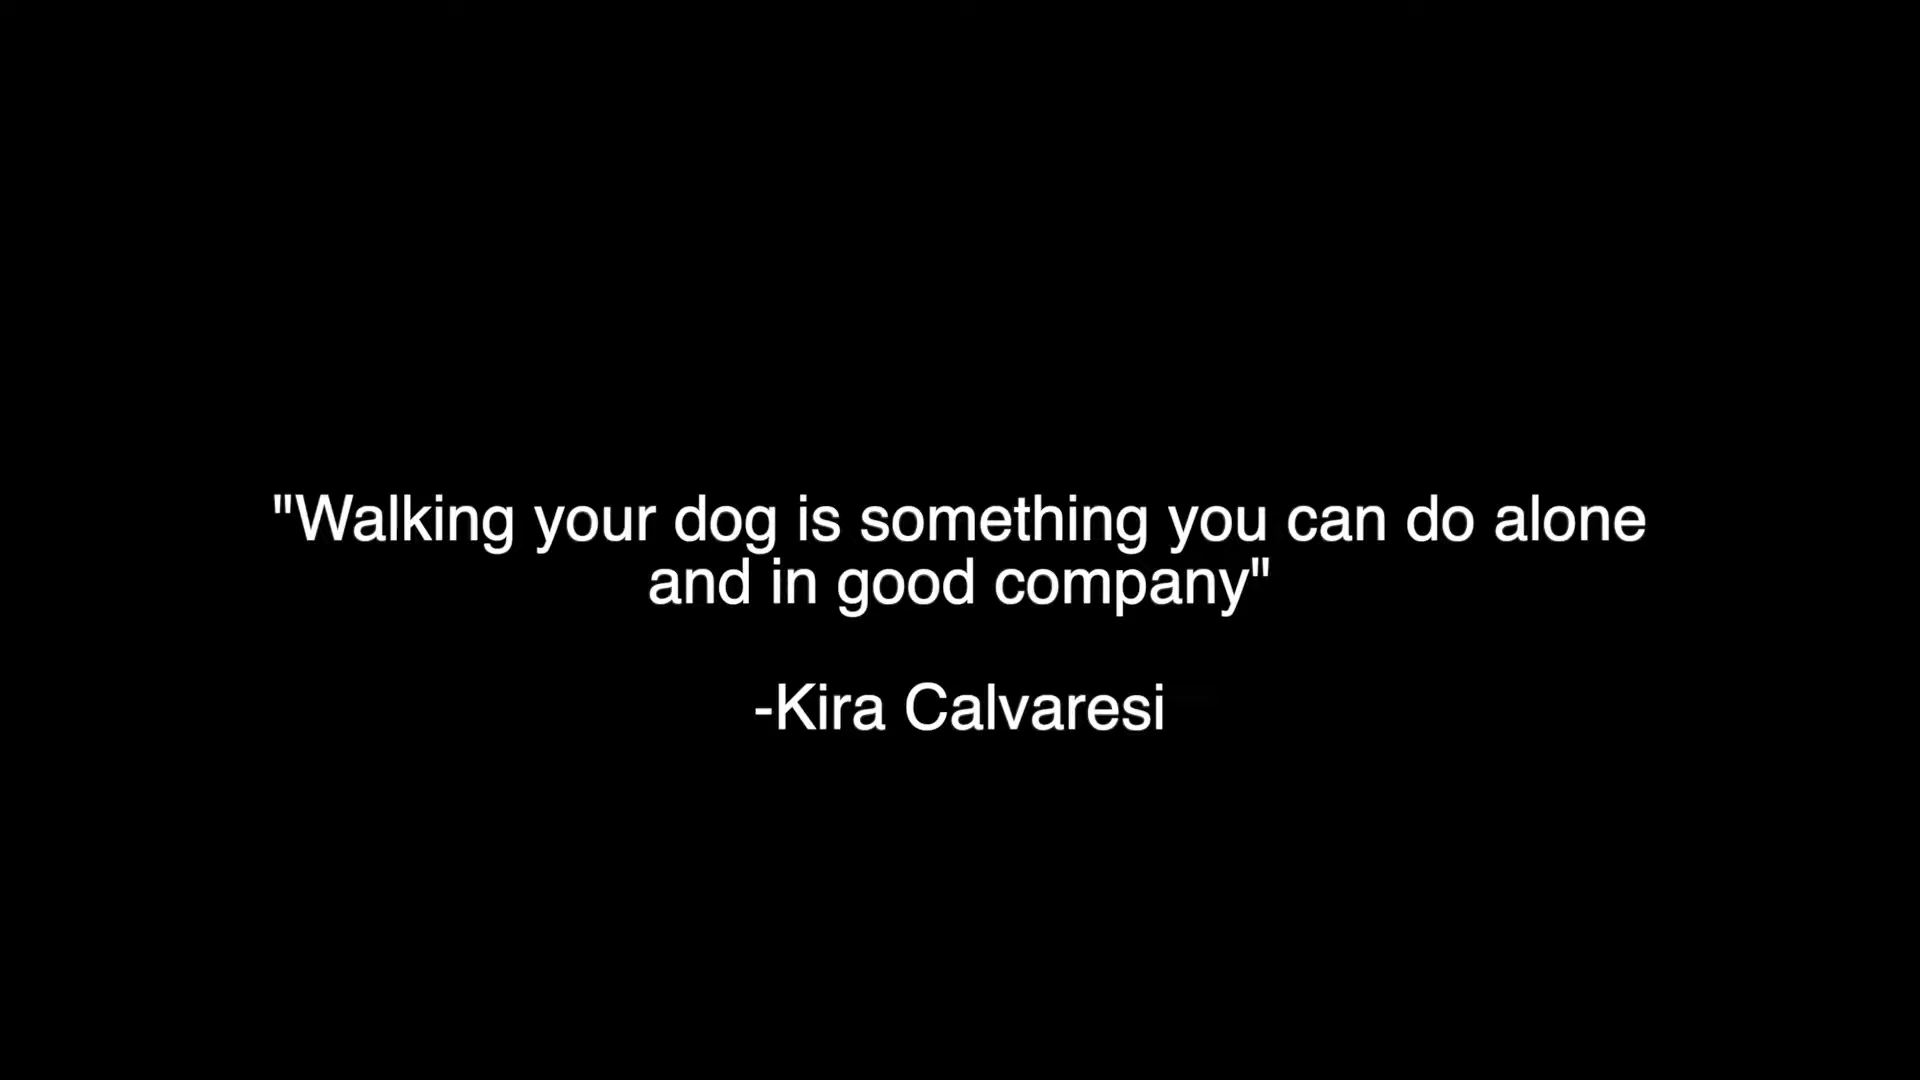 "Walking your dog is something you can do alone
and in good company"
-Kira Calvaresi